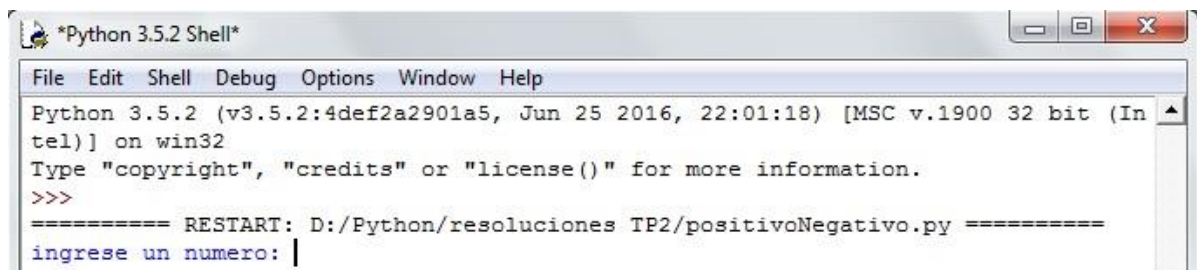 *Python 3.5.2 Shell*
File Edit Shell Debug Options Window Help
Python 3.5.2 (v3.5.2:4def2a2901a5, Jun 25 2016, 22:01:18) [MSC v.1900 32 bit (In
tel)] on win32
Type "copyright", "credits" or "license()" for more information.
>>>
========== RESTART: D:/Python/resoluciones TP2/positivoNegativo.py ==========
ingrese un numero: